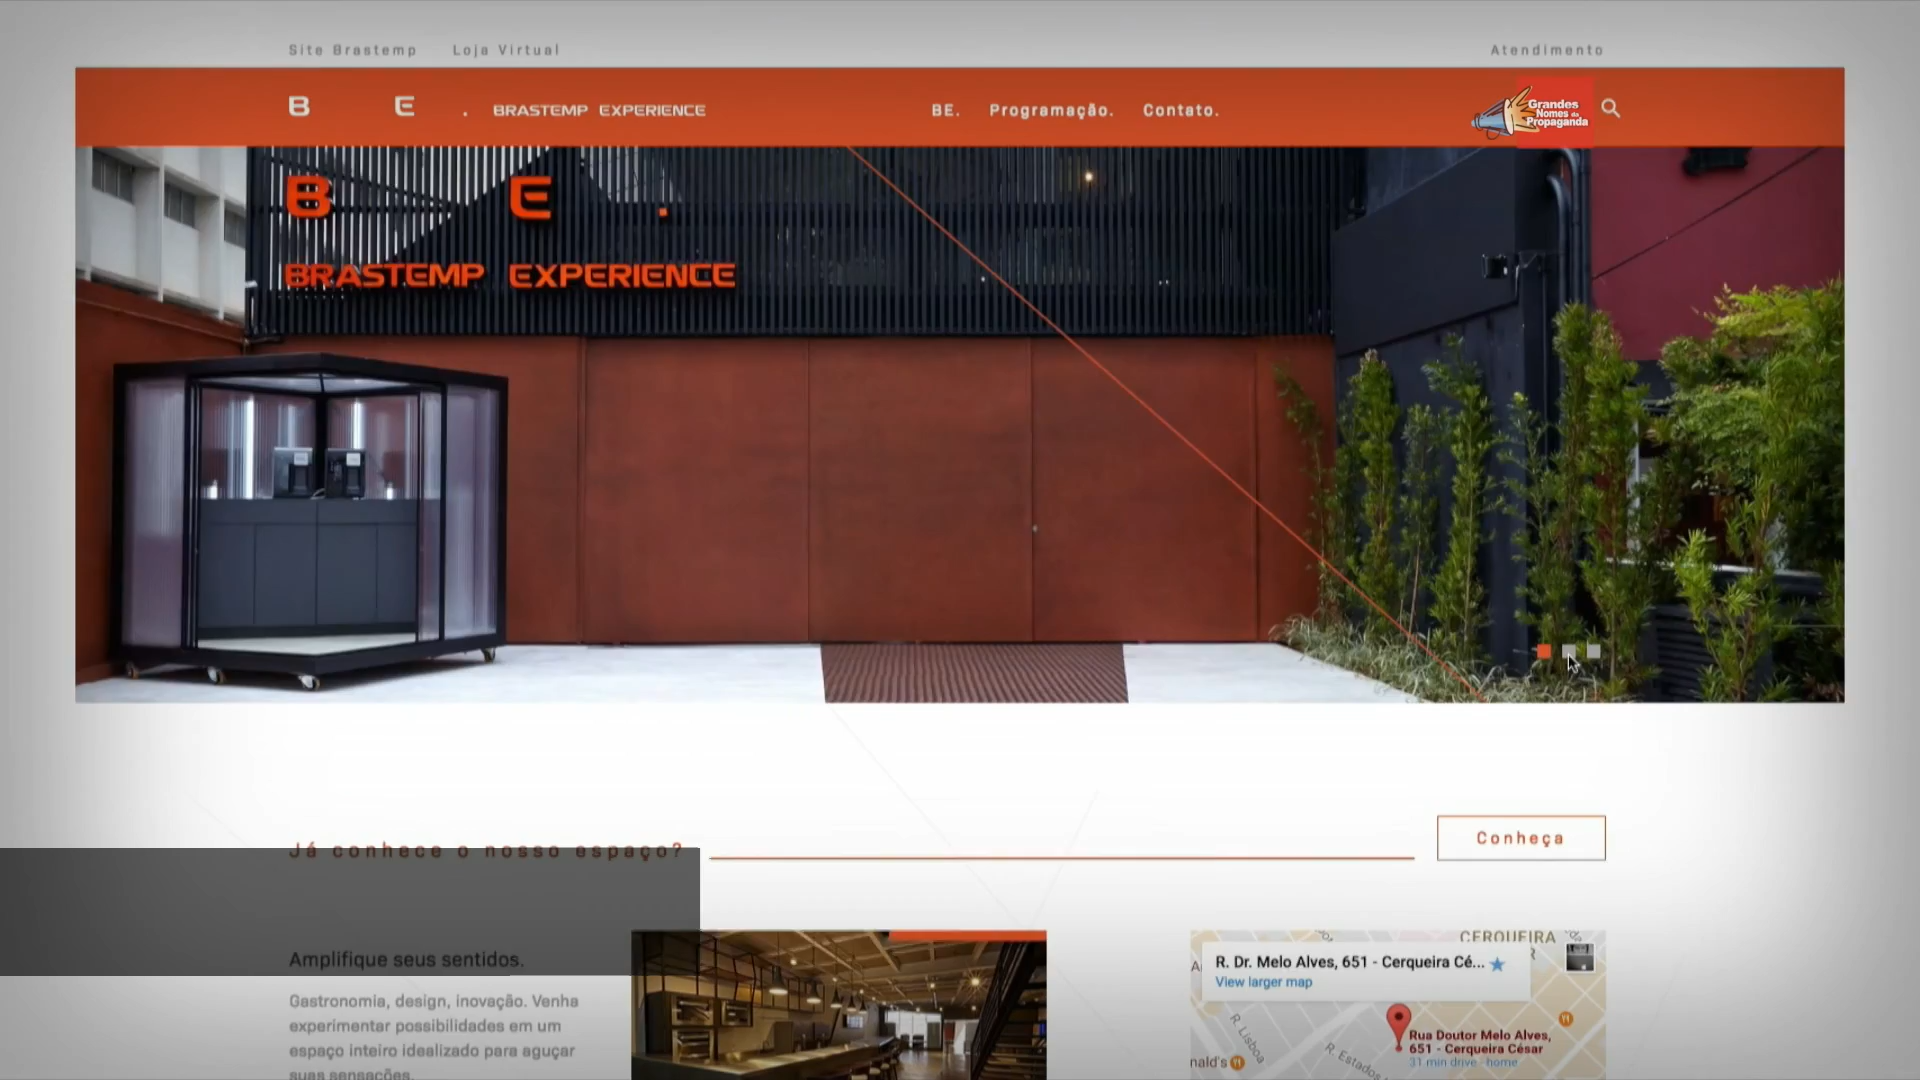 Site Brastemp Loja Virtual Atendimento
B E . BRASTEMP EXPERIENCE BE. Programação. Contato.
Grandes
Nomes da
Propaganda
B E .
BRASTEMP EXPERIENCE
Já conhece o nosso espaço?
Conheça
Amplifique seus sentidos.
Gastronomia, design, inovação. Venha
experimentar possibilidades em um
espaço inteiro idealizado para aguçar
suas sensações.
CERQUEIRA
R. Dr. Melo Alves, 651 - Cerqueira Cé...
View larger map
R. Lisboa
R. Estados
nald's
Rua Doutor Melo Alves,
651 - Cerqueira César
31 min drive - home